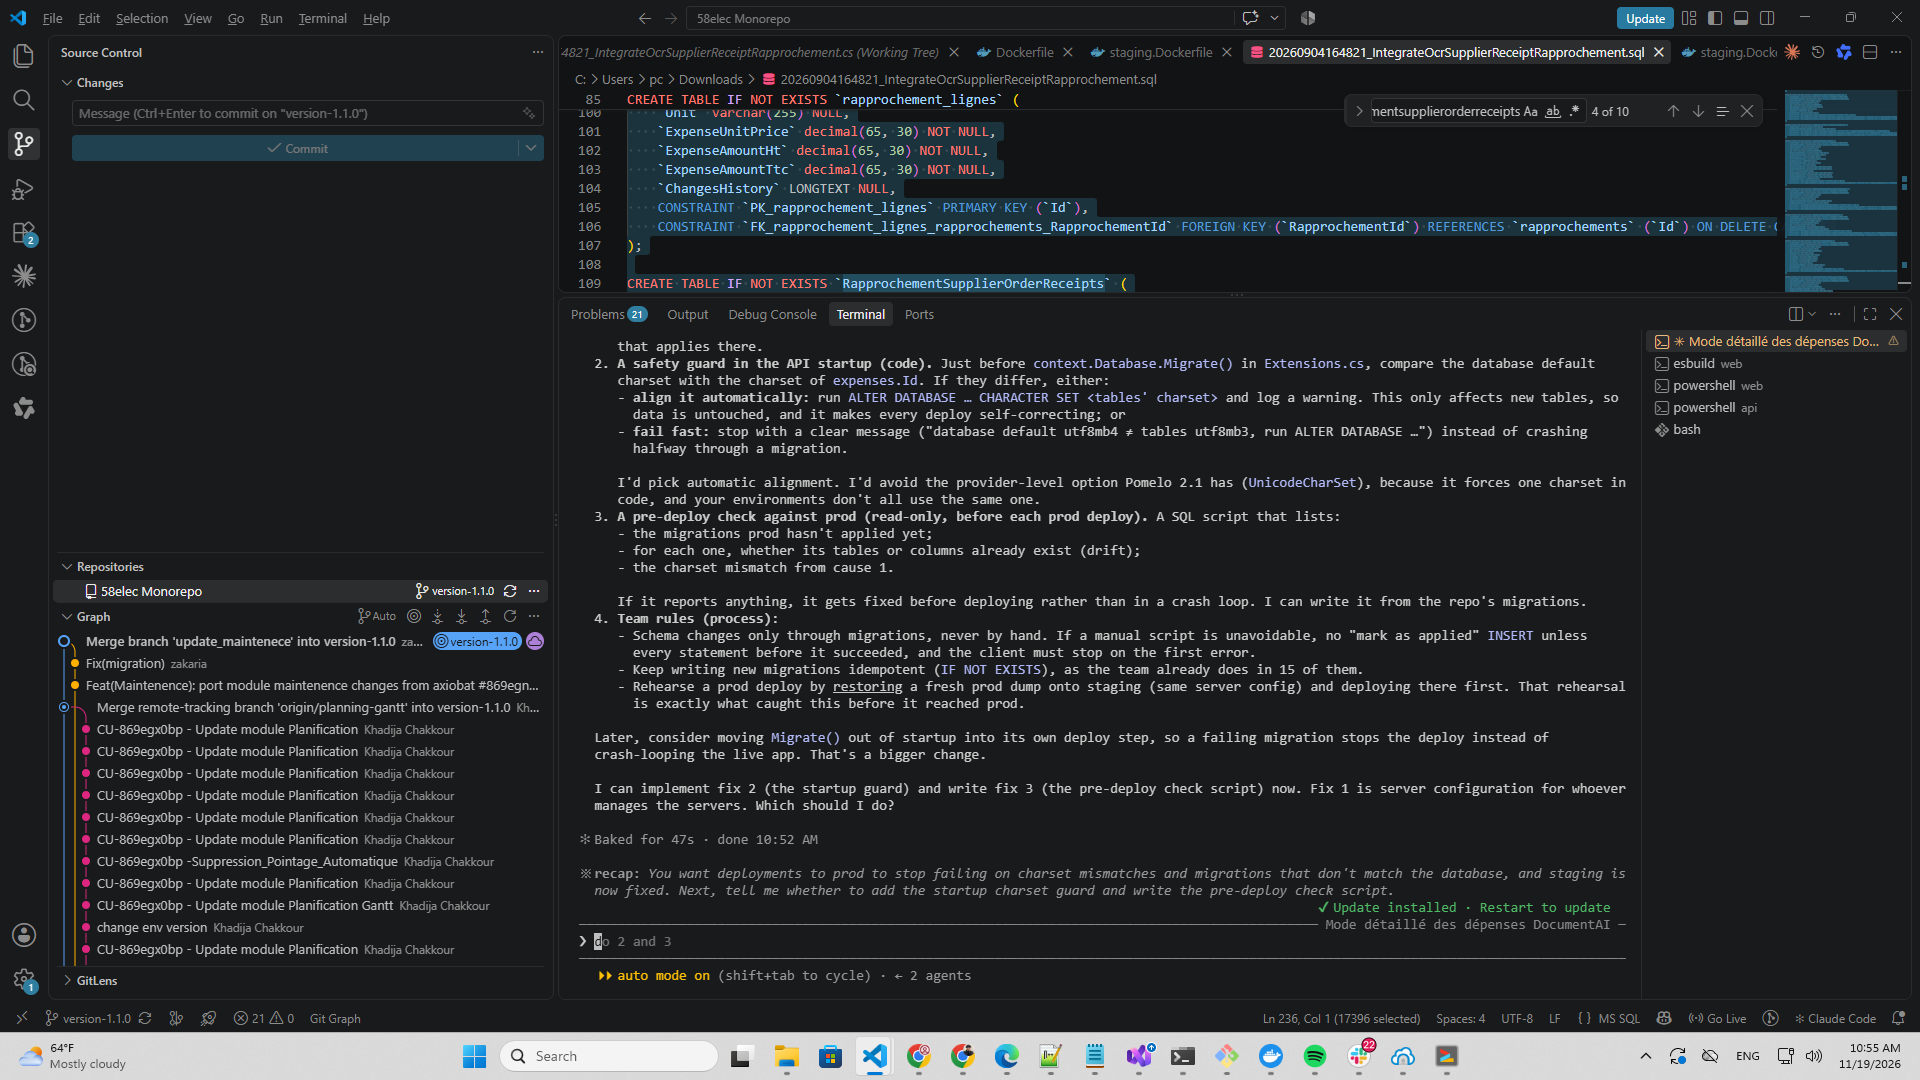 File Edit Selection View Go Run Terminal Help
58elec Monorepo
Update
Source Control
Changes
Message (Ctrl+Enter to commit on "version-1.1.0")
Commit
Repositories
58elec Monorepo version-1.1.0
Graph Auto
Merge branch 'update_maintenece' into version-1.1.0 za... version-1.1.0
Fix(migration) zakaria
Feat(Maintenence): port module maintenence changes from axiobat #869egn...
Merge remote-tracking branch 'origin/planning-gantt' into version-1.1.0 Kh...
CU-869egx0bp - Update module Planification Khadija Chakkour
CU-869egx0bp - Update module Planification Khadija Chakkour
CU-869egx0bp - Update module Planification Khadija Chakkour
CU-869egx0bp - Update module Planification Khadija Chakkour
CU-869egx0bp - Update module Planification Khadija Chakkour
CU-869egx0bp - Update module Planification Khadija Chakkour
CU-869egx0bp -Suppression_Pointage_Automatique Khadija Chakkour
CU-869egx0bp - Update module Planification Khadija Chakkour
CU-869egx0bp - Update module Planification Gantt Khadija Chakkour
change env version Khadija Chakkour
CU-869egx0bp - Update module Planification Khadija Chakkour
GitLens
2
1
4821_IntegrateOcrSupplierReceiptRapprochement.cs (Working Tree) Dockerfile staging.Dockerfile 20260904164821_IntegrateOcrSupplierReceiptRapprochement.sql staging.Docke
C: > Users > pc > Downloads > 20260904164821_IntegrateOcrSupplierReceiptRapprochement.sql
mentsupplierorderreceipts Aa ab .* 4 of 10
85 CREATE TABLE IF NOT EXISTS `rapprochement_lignes` (
100 `Unit` varchar(255) NULL,
101 `ExpenseUnitPrice` decimal(65, 30) NOT NULL,
102 `ExpenseAmountHt` decimal(65, 30) NOT NULL,
103 `ExpenseAmountTtc` decimal(65, 30) NOT NULL,
104 `ChangesHistory` LONGTEXT NULL,
105 CONSTRAINT `PK_rapprochement_lignes` PRIMARY KEY (`Id`),
106 CONSTRAINT `FK_rapprochement_lignes_rapprochements_RapprochementId` FOREIGN KEY (`RapprochementId`) REFERENCES `rapprochements` (`Id`) ON DELETE C
107 );
108
109 CREATE TABLE IF NOT EXISTS `RapprochementSupplierOrderReceipts` (
Problems 21 Output Debug Console Terminal Ports
that applies there.
2. A safety guard in the API startup (code). Just before context.Database.Migrate() in Extensions.cs, compare the database default
charset with the charset of expenses.Id. If they differ, either:
- align it automatically: run ALTER DATABASE … CHARACTER SET <tables' charset> and log a warning. This only affects new tables, so
data is untouched, and it makes every deploy self-correcting; or
- fail fast: stop with a clear message ("database default utf8mb4 ≠ tables utf8mb3, run ALTER DATABASE …") instead of crashing
halfway through a migration.
I'd pick automatic alignment. I'd avoid the provider-level option Pomelo 2.1 has (UnicodeCharSet), because it forces one charset in
code, and your environments don't all use the same one.
3. A pre-deploy check against prod (read-only, before each prod deploy). A SQL script that lists:
- the migrations prod hasn't applied yet;
- for each one, whether its tables or columns already exist (drift);
- the charset mismatch from cause 1.
If it reports anything, it gets fixed before deploying rather than in a crash loop. I can write it from the repo's migrations.
4. Team rules (process):
- Schema changes only through migrations, never by hand. If a manual script is unavoidable, no "mark as applied" INSERT unless
every statement before it succeeded, and the client must stop on the first error.
- Keep writing new migrations idempotent (IF NOT EXISTS), as the team already does in 15 of them.
- Rehearse a prod deploy by restoring a fresh prod dump onto staging (same server config) and deploying there first. That rehearsal
is exactly what caught this before it reached prod.
Later, consider moving Migrate() out of startup into its own deploy step, so a failing migration stops the deploy instead of
crash-looping the live app. That's a bigger change.
I can implement fix 2 (the startup guard) and write fix 3 (the pre-deploy check script) now. Fix 1 is server configuration for whoever
manages the servers. Which should I do?
✻ Baked for 47s · done 10:52 AM
※ recap: You want deployments to prod to stop failing on charset mismatches and migrations that don't match the database, and staging is
now fixed. Next, tell me whether to add the startup charset guard and write the pre-deploy check script.
✓ Update installed · Restart to update
Mode détaillé des dépenses DocumentAI
❯ do 2 and 3
⏵⏵ auto mode on (shift+tab to cycle) · ← 2 agents
✳ Mode détaillé des dépenses Do...
esbuild web
powershell web
powershell api
bash
version-1.1.0 21 0 Git Graph
Ln 236, Col 1 (17396 selected) Spaces: 4 UTF-8 LF { } MS SQL Go Live Claude Code
64°F
Mostly cloudy
Search
22
ENG
10:55 AM
11/19/2026